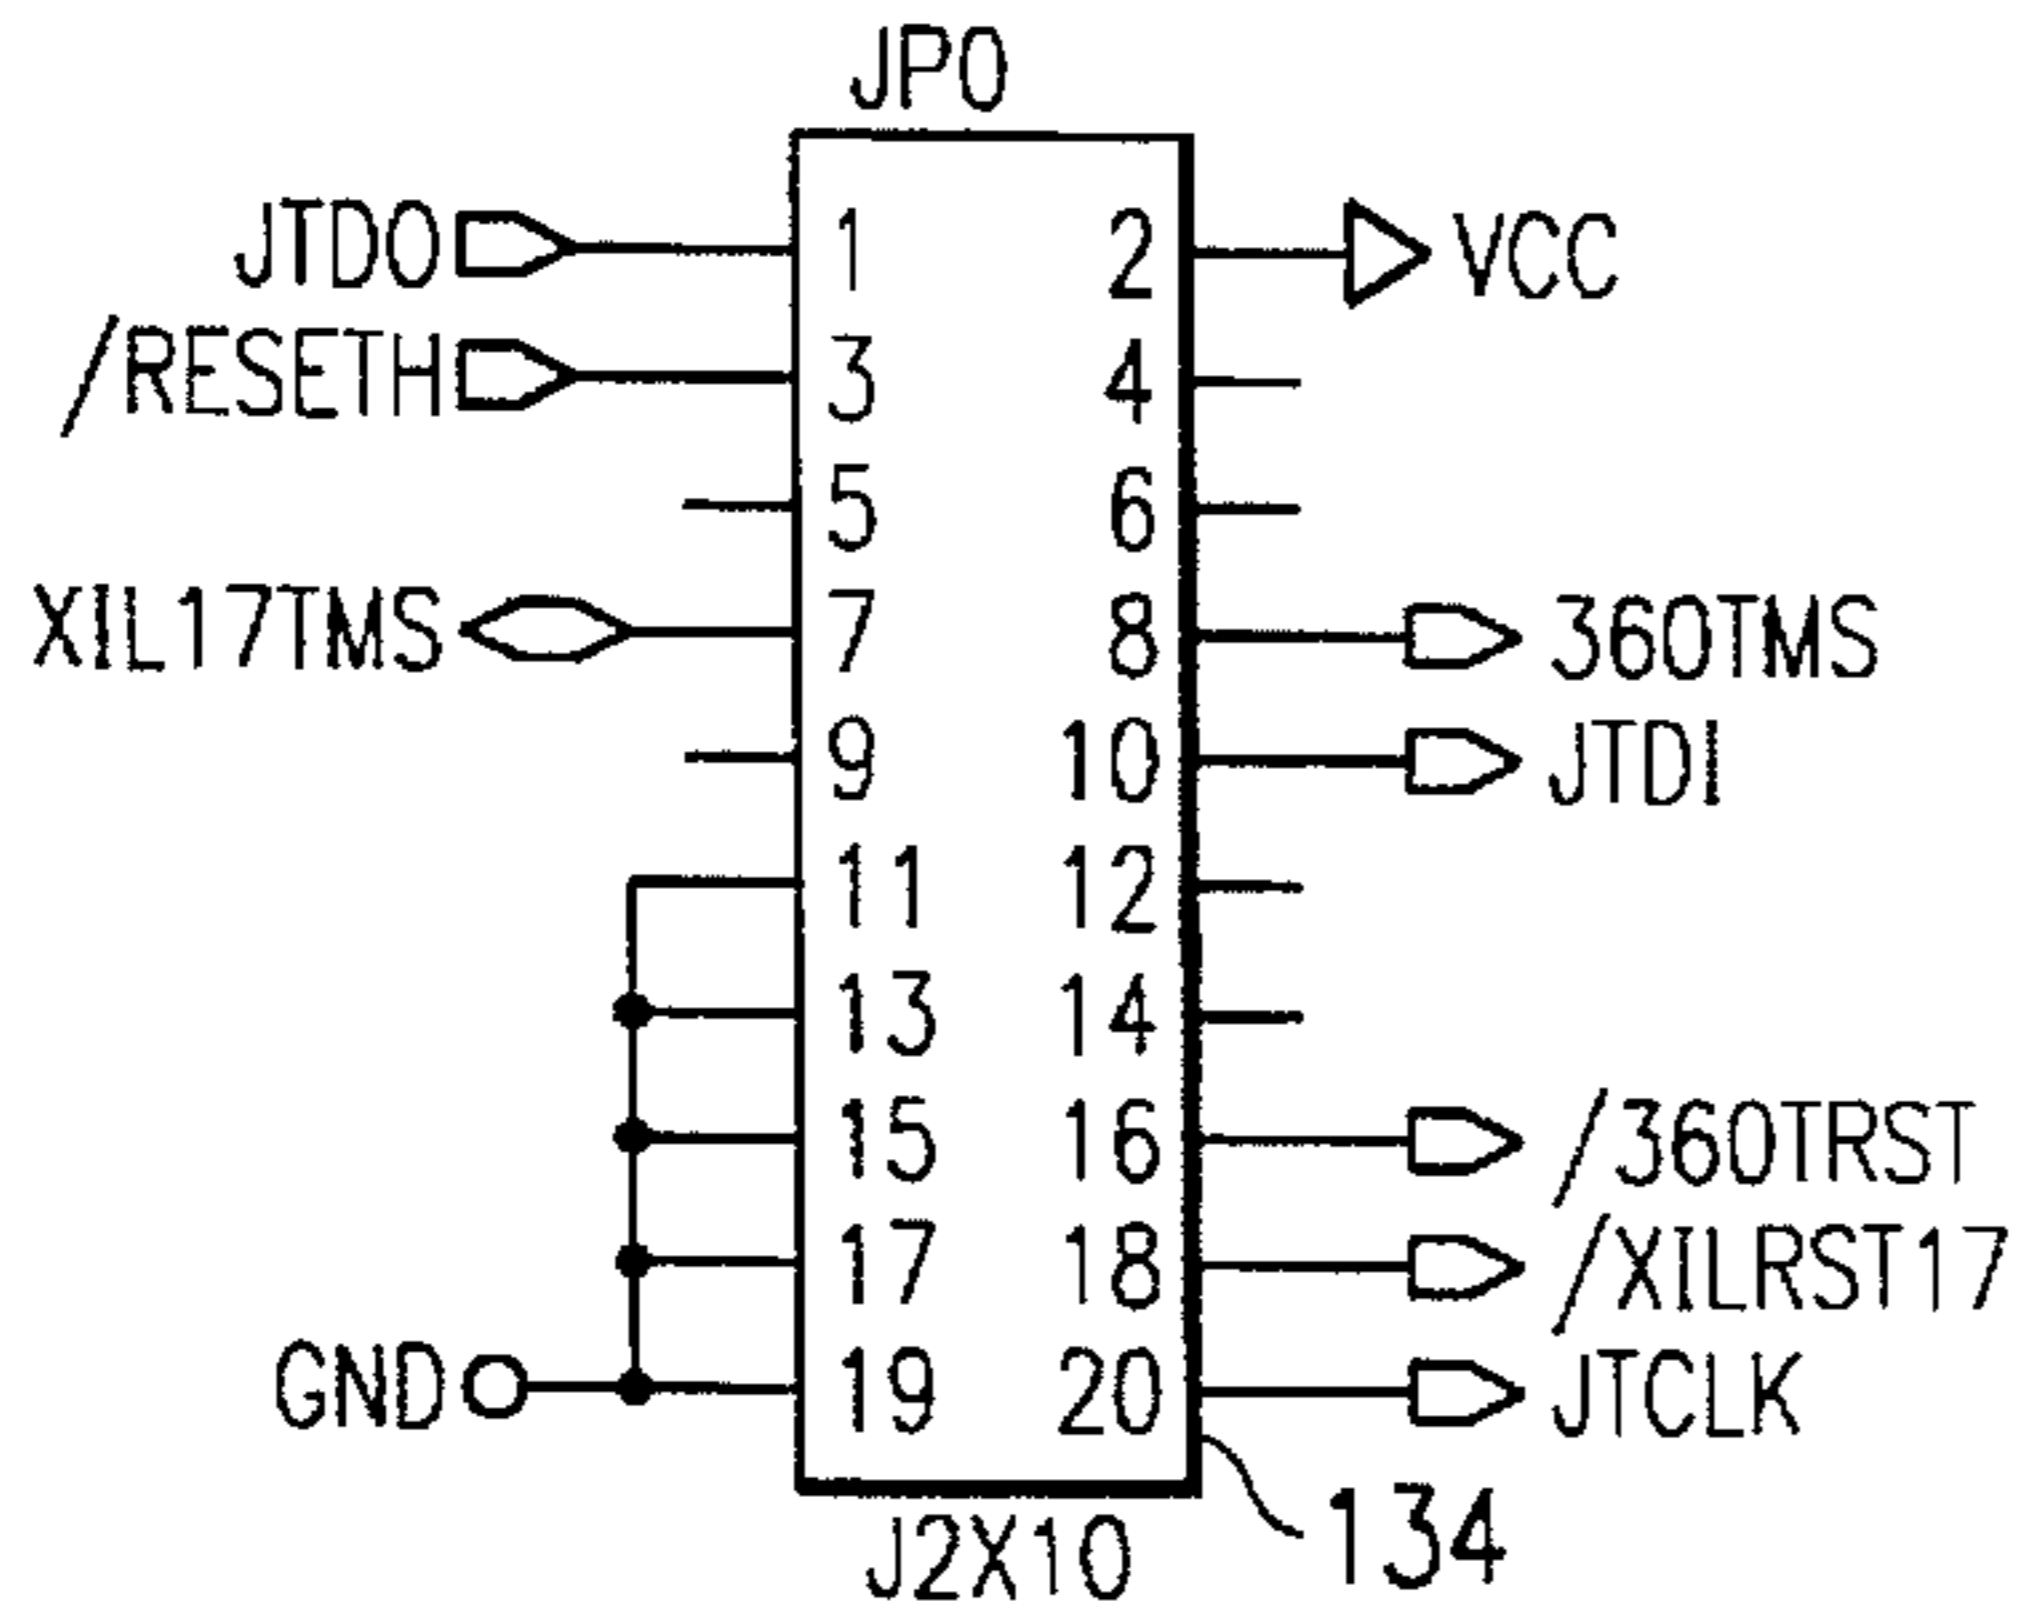 JP0
JTDO 1 2 VCC
/RESETH 3 4
5 6
XIL17TMS 7 8 360TMS
9 10 JTDI
11 12
13 14
15 16 /360TRST
17 18 /XILRST17
GND 19 20 JTCLK
J2X10 134